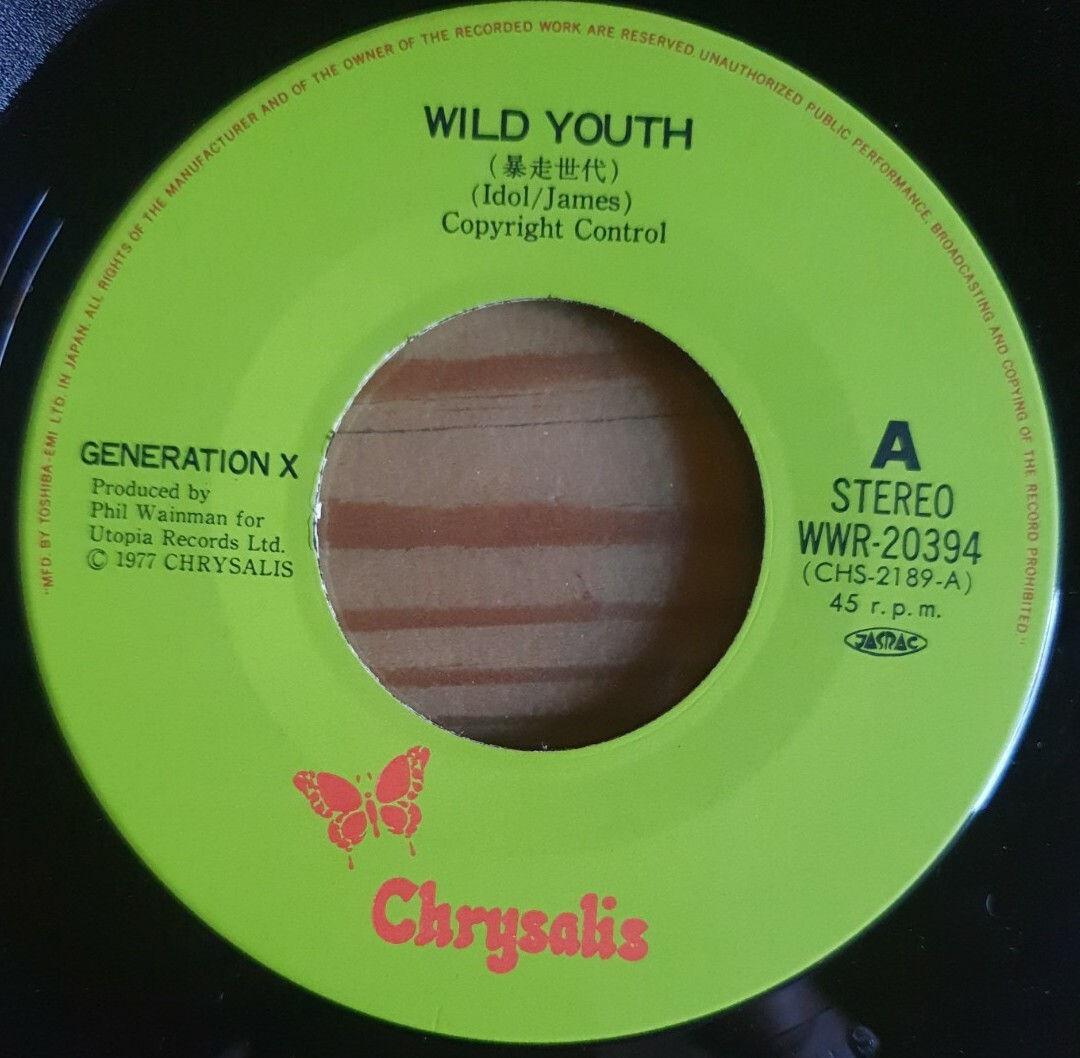 "MFD. BY TOSHIBA-EMI LTD. IN JAPAN. ALL RIGHTS OF THE MANUFACTURER AND OF THE OWNER OF THE RECORDED WORK ARE RESERVED. UNAUTHORIZED PUBLIC PERFORMANCE, BROADCASTING AND COPYING OF THE RECORD PROHIBITED."
WILD YOUTH
(暴走世代)
(Idol/James)
Copyright Control
GENERATION X
Produced by
Phil Wainman for
Utopia Records Ltd.
© 1977 CHRYSALIS
A
STEREO
WWR-20394
(CHS-2189-A)
45 r.p.m.
JASRAC
Chrysalis